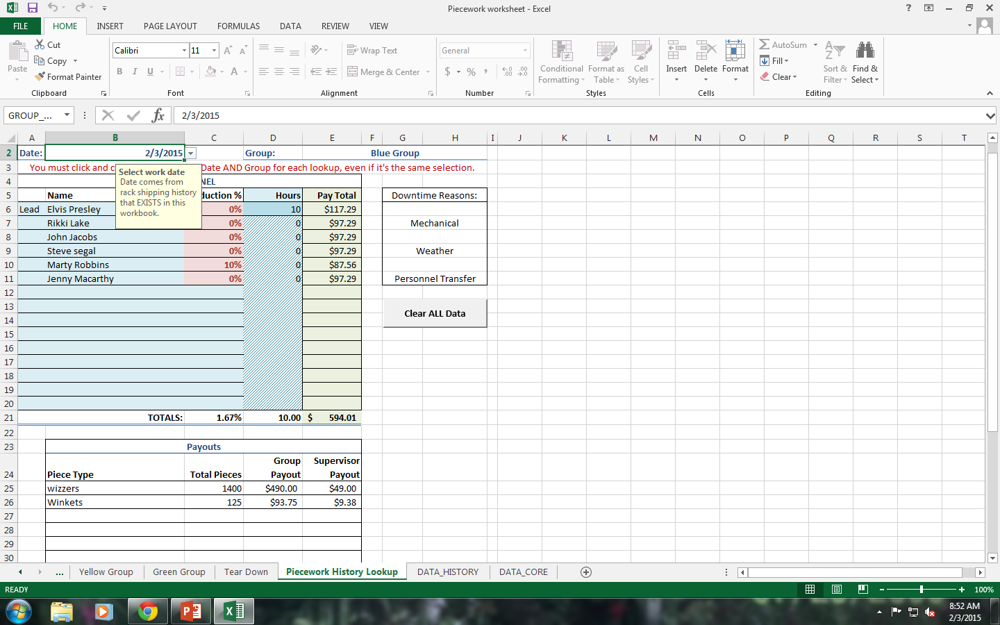 Piecework worksheet - Excel
FILE HOME INSERT PAGE LAYOUT FORMULAS DATA REVIEW VIEW
Paste
Cut
Copy
Format Painter
Clipboard
Calibri 11
B I U
Font
Wrap Text
Merge & Center
Alignment
General
$ % ,
Number
Conditional Formatting
Format as Table
Cell Styles
Styles
Insert Delete Format
Cells
AutoSum
Fill
Clear
Sort & Filter
Find & Select
Editing
GROUP_... fx 2/3/2015
A B C D E F G H I J K L M N O P Q R S T
2 Date: 2/3/2015 Group: Blue Group
3 You must click and c Date AND Group for each lookup, even if it's the same selection.
Select work date
Date comes from
rack shipping history
that EXISTS in this
workbook.
4 NEL
5 Name duction % Hours Pay Total Downtime Reasons:
6 Lead Elvis Presley 0% 10 $117.29
7 Rikki Lake 0% 0 $97.29 Mechanical
8 John Jacobs 0% 0 $97.29
9 Steve segal 0% 0 $97.29 Weather
10 Marty Robbins 10% 0 $87.56
11 Jenny Macarthy 0% 0 $97.29 Personnel Transfer
12
13
Clear ALL Data
14
15
16
17
18
19
20
21 TOTALS: 1.67% 10.00 $ 594.01
22
23 Payouts
24 Piece Type Total Pieces Group Payout Supervisor Payout
25 wizzers 1400 $490.00 $49.00
26 Winkets 125 $93.75 $9.38
27
28
29
30
... Yellow Group Green Group Tear Down Piecework History Lookup DATA_HISTORY DATA_CORE
READY 100%
8:52 AM
2/3/2015